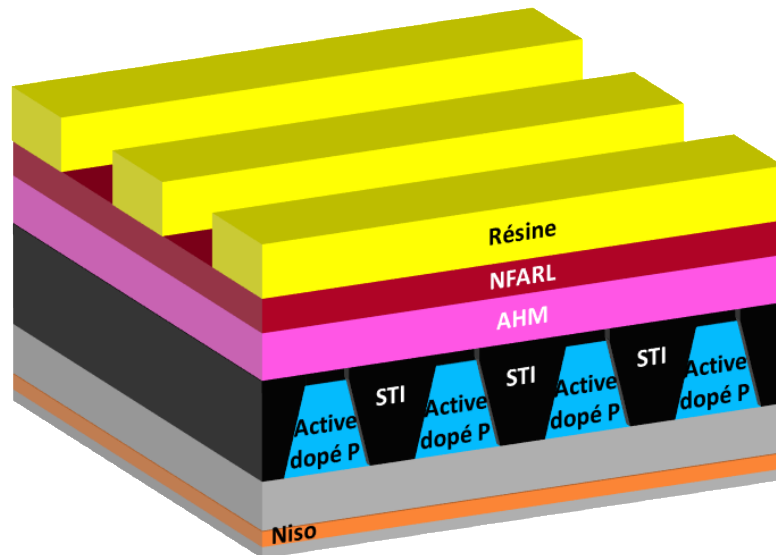 Résine
NFARL
AHM
STI
STI
STI
Active
dopé P
Active
dopé P
Active
dopé P
Active
dopé P
Niso